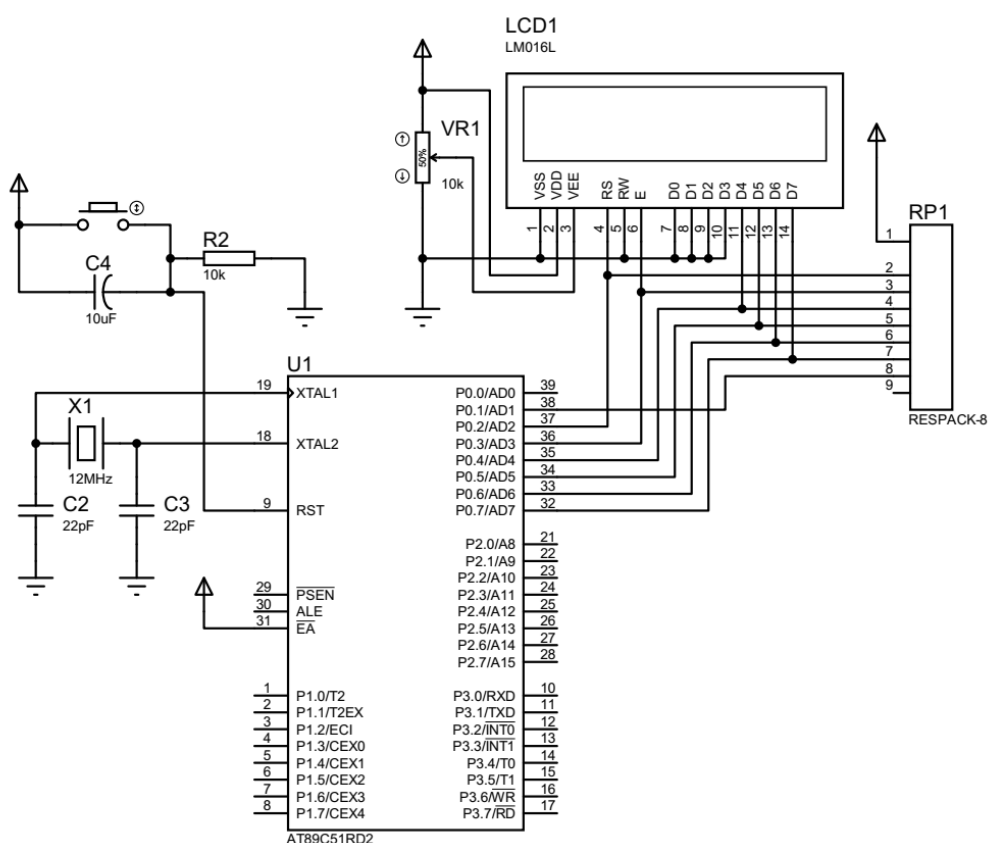 LCD1
LM016L
VR1
50%
10k
VSS VDD VEE RS RW E D0 D1 D2 D3 D4 D5 D6 D7
1 2 3 4 5 6 7 8 9 10 11 12 13 14
RP1
1
2
3
4
5
6
7
8
9
RESPACK-8
R2
10k
C4
10uF
X1
12MHz
C2
22pF
C3
22pF
U1
19 XTAL1
18 XTAL2
9 RST
29 PSEN
30 ALE
31 EA
1 P1.0/T2
2 P1.1/T2EX
3 P1.2/ECI
4 P1.3/CEX0
5 P1.4/CEX1
6 P1.5/CEX2
7 P1.6/CEX3
8 P1.7/CEX4
P0.0/AD0 39
P0.1/AD1 38
P0.2/AD2 37
P0.3/AD3 36
P0.4/AD4 35
P0.5/AD5 34
P0.6/AD6 33
P0.7/AD7 32
P2.0/A8 21
P2.1/A9 22
P2.2/A10 23
P2.3/A11 24
P2.4/A12 25
P2.5/A13 26
P2.6/A14 27
P2.7/A15 28
P3.0/RXD 10
P3.1/TXD 11
P3.2/INT0 12
P3.3/INT1 13
P3.4/T0 14
P3.5/T1 15
P3.6/WR 16
P3.7/RD 17
AT89C51RD2